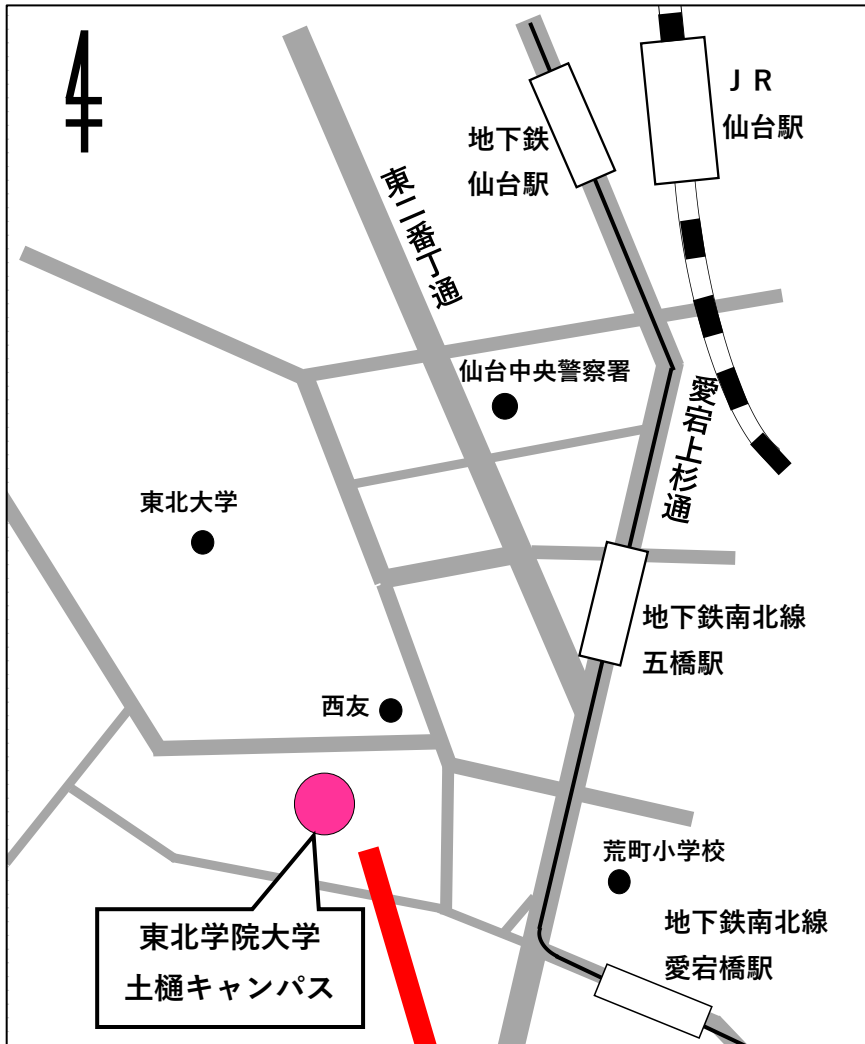 ＪＲ
仙台駅
地下鉄
仙台駅
東二番丁通
仙台中央警察署
愛宕上杉通
東北大学
地下鉄南北線
五橋駅
西友
荒町小学校
東北学院大学
土樋キャンパス
地下鉄南北線
愛宕橋駅